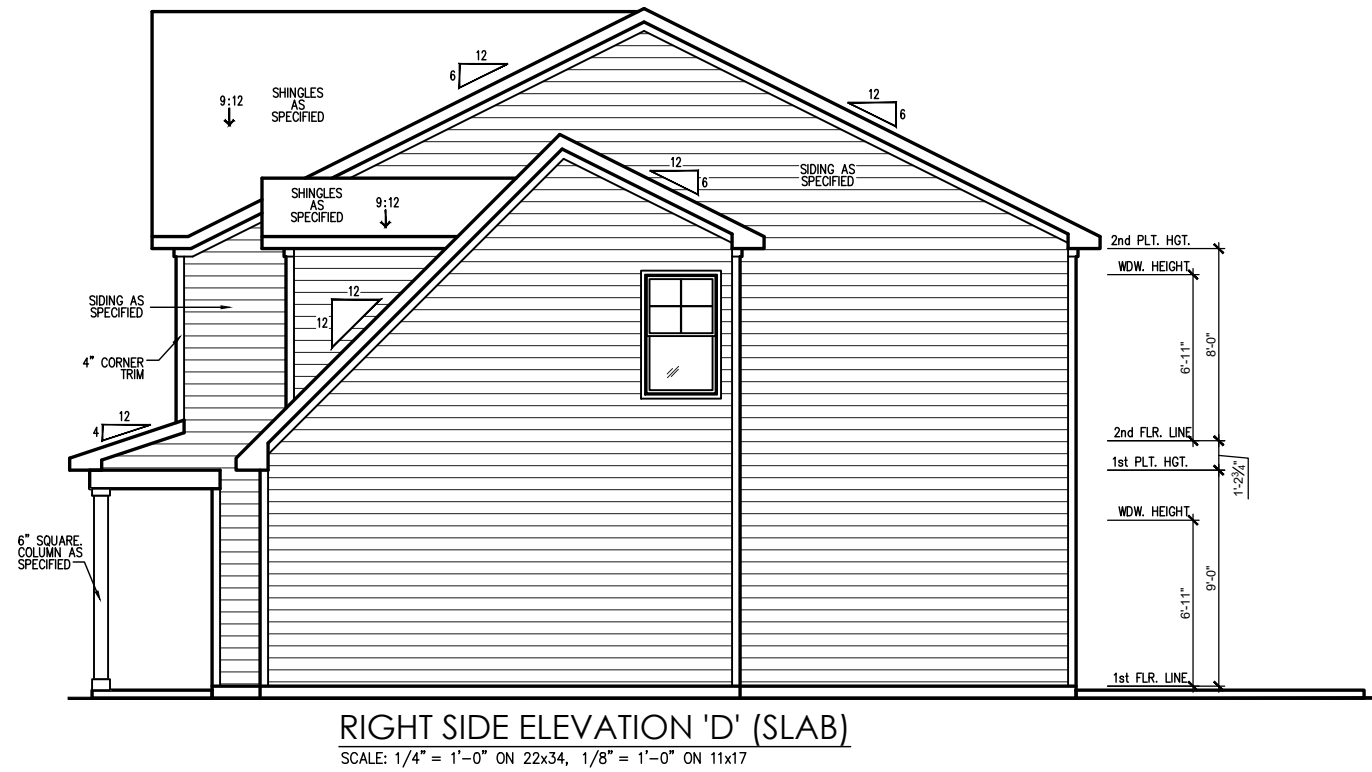 12
6
9:12
SHINGLES
AS
SPECIFIED
12
6
12
6
SIDING AS
SPECIFIED
SHINGLES
AS
SPECIFIED
9:12
2nd PLT. HGT.
WDW. HEIGHT
SIDING AS
SPECIFIED
12
12
6'-11"
8'-0"
4" CORNER
TRIM
12
4
2nd FLR. LINE
1st PLT. HGT.
1'-2¾"
WDW. HEIGHT
6" SQUARE.
COLUMN AS
SPECIFIED
6'-11"
9'-0"
1st FLR. LINE
RIGHT SIDE ELEVATION 'D' (SLAB)
SCALE: 1/4" = 1'-0" ON 22x34, 1/8" = 1'-0" ON 11x17